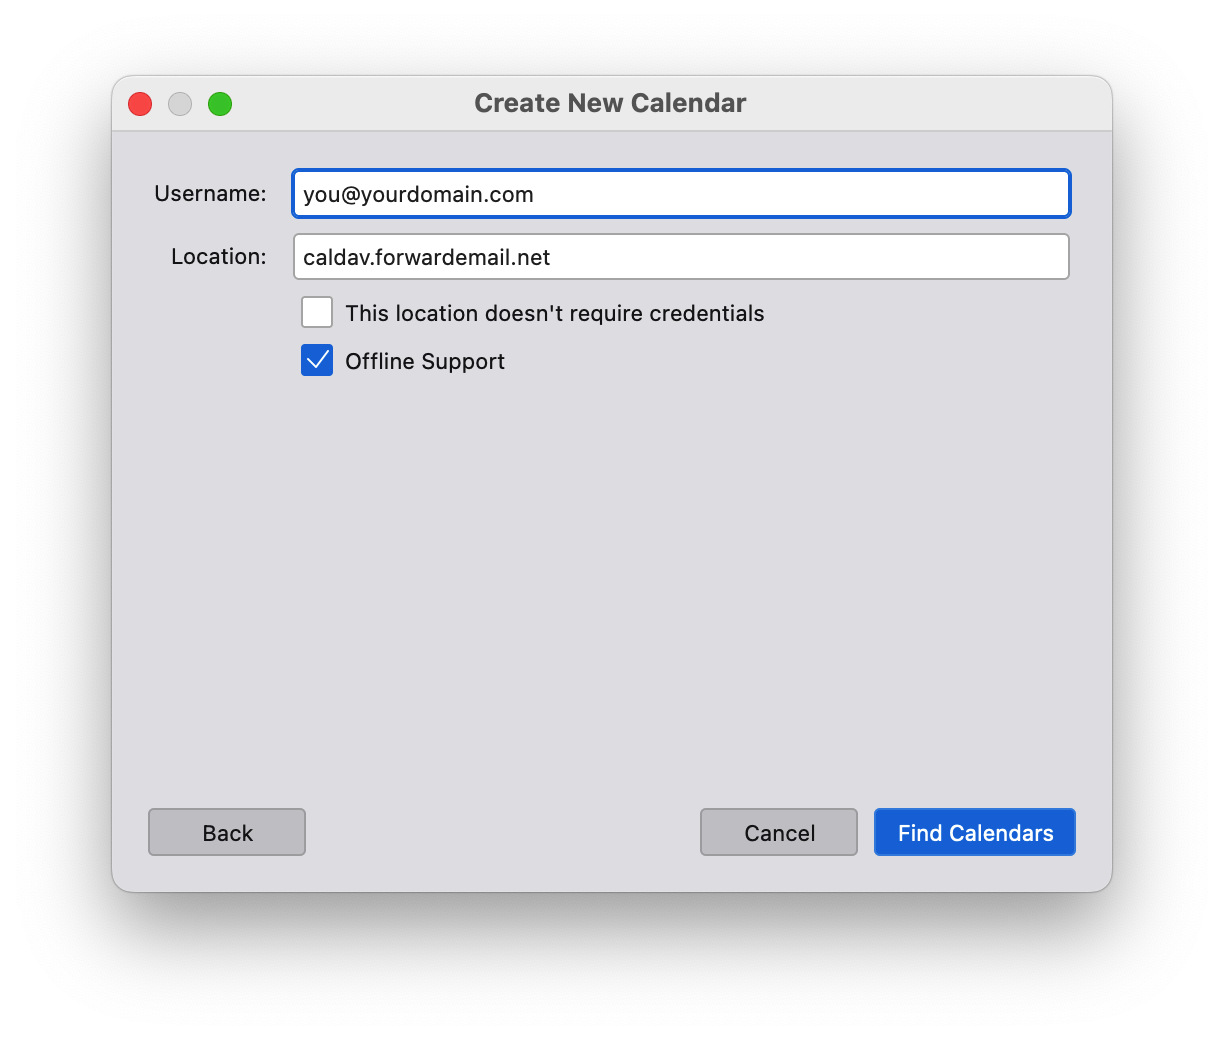 Create New Calendar
Username: you@yourdomain.com
Location: caldav.forwardemail.net
This location doesn't require credentials
Offline Support
Back Cancel Find Calendars